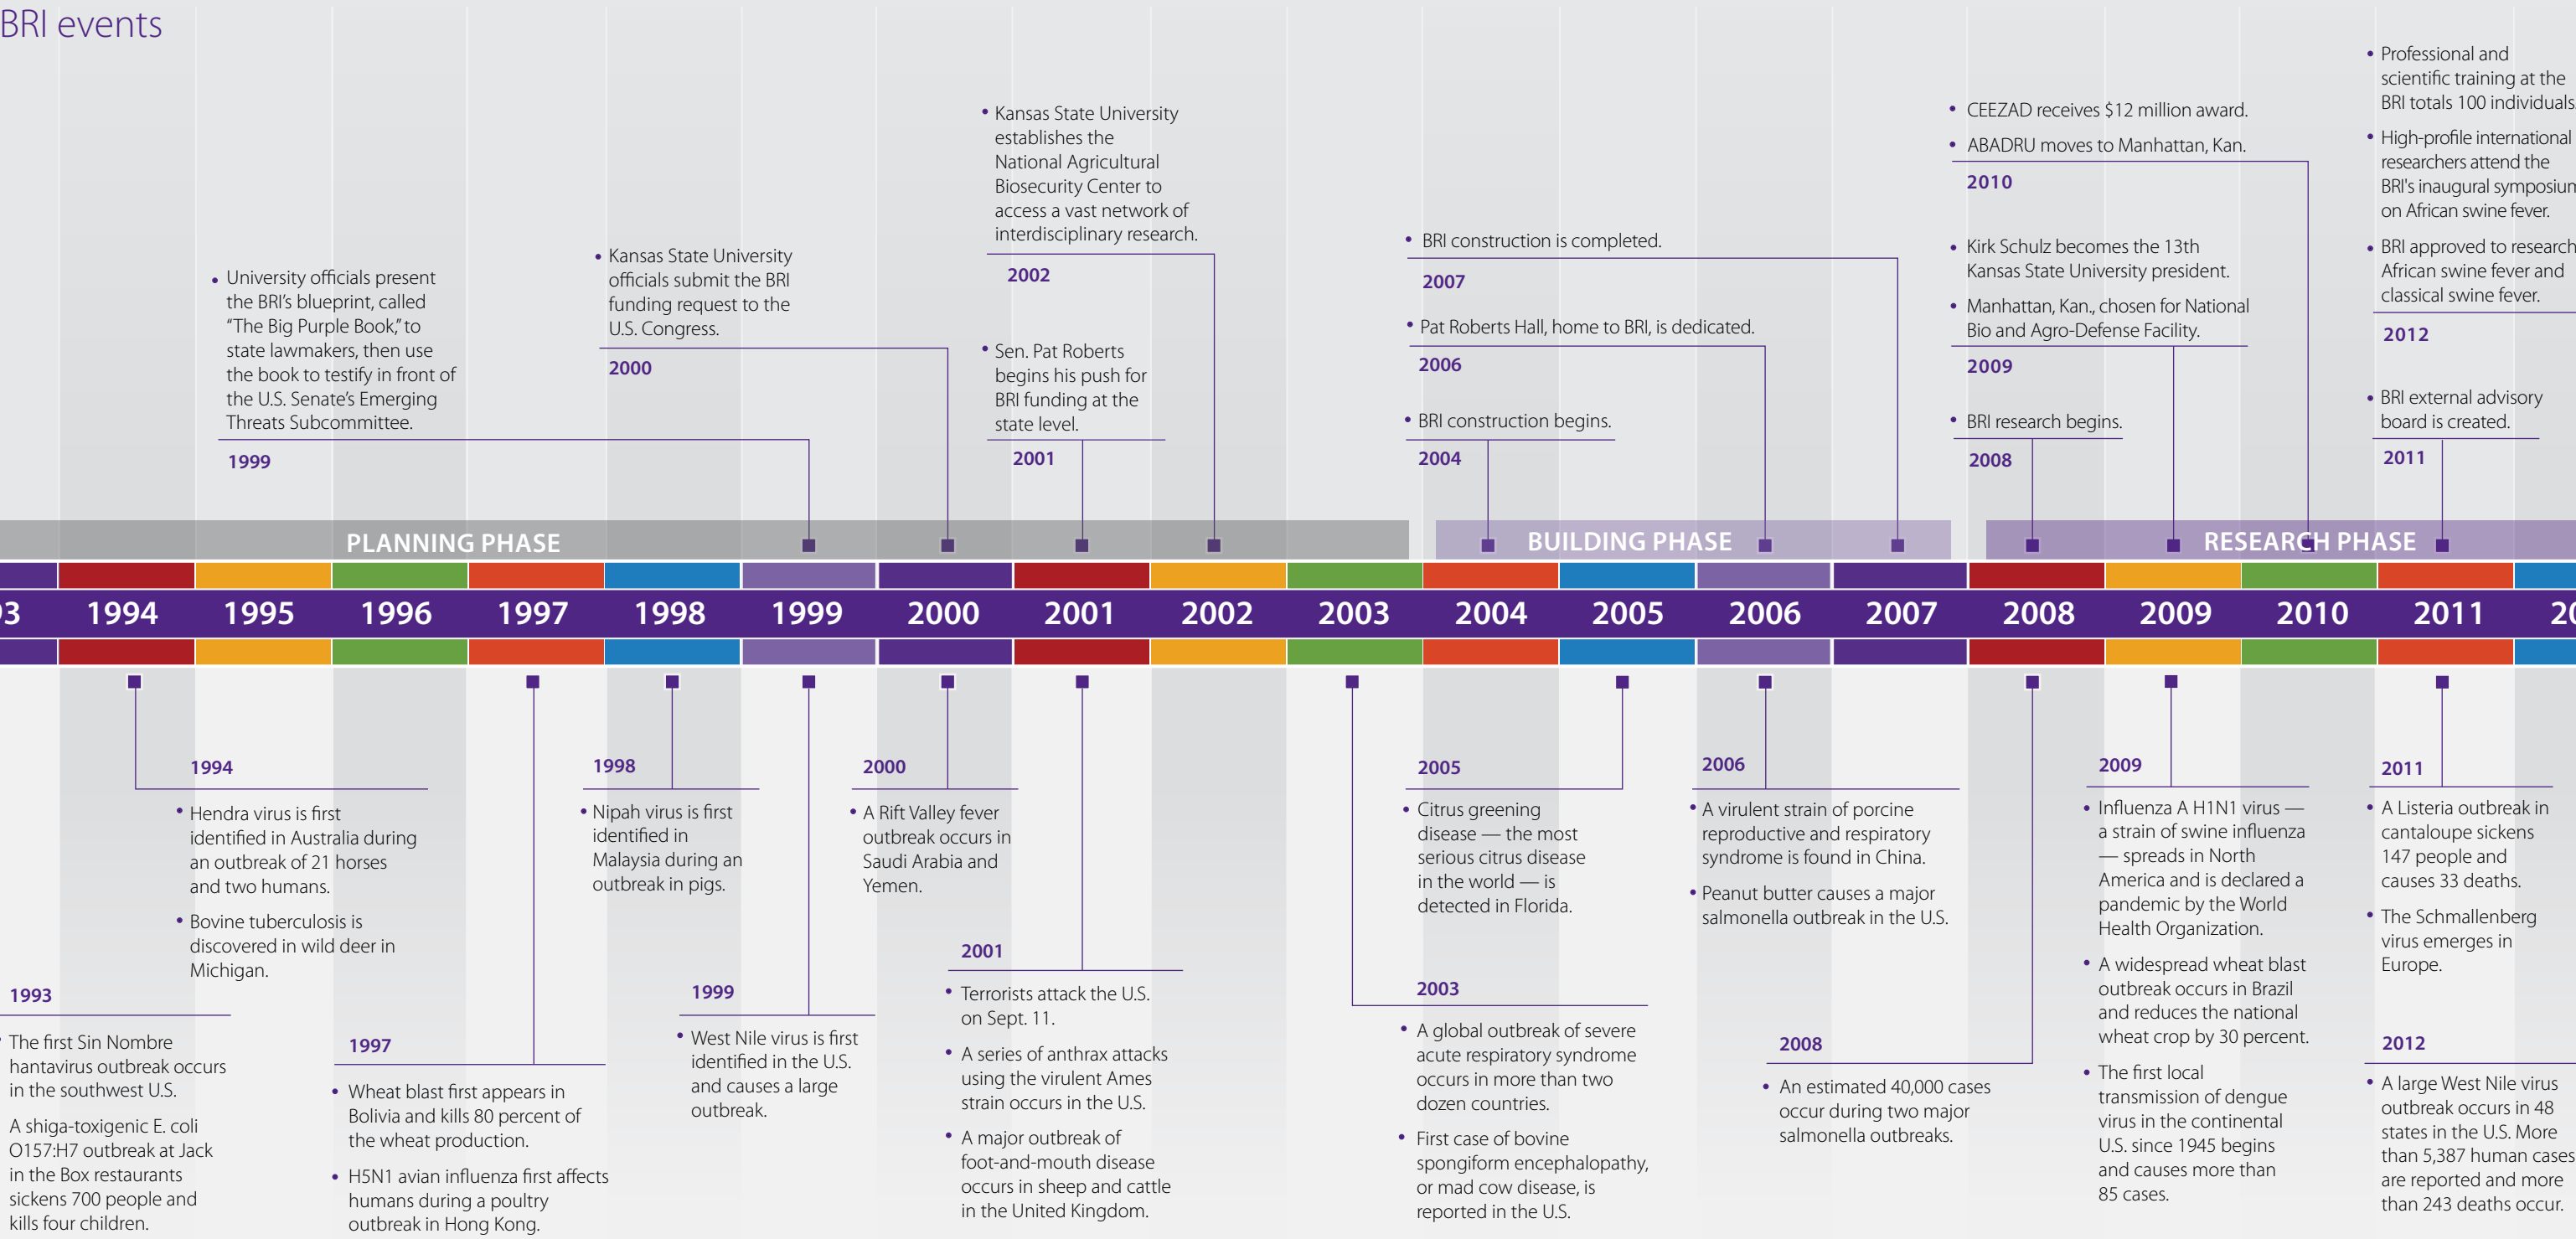 BRI events
• University officials present
the BRI’s blueprint, called
“The Big Purple Book,” to
state lawmakers, then use
the book to testify in front of
the U.S. Senate’s Emerging
Threats Subcommittee.
1999
• Kansas State University
officials submit the BRI
funding request to the
U.S. Congress.
2000
• Kansas State University
establishes the
National Agricultural
Biosecurity Center to
access a vast network of
interdisciplinary research.
2002
• Sen. Pat Roberts
begins his push for
BRI funding at the
state level.
2001
• BRI construction is completed.
2007
• Pat Roberts Hall, home to BRI, is dedicated.
2006
• BRI construction begins.
2004
• CEEZAD receives $12 million award.
• ABADRU moves to Manhattan, Kan.
2010
• Kirk Schulz becomes the 13th
Kansas State University president.
• Manhattan, Kan., chosen for National
Bio and Agro-Defense Facility.
2009
• BRI research begins.
2008
• Professional and
scientific training at the
BRI totals 100 individuals
• High-profile international
researchers attend the
BRI's inaugural symposium
on African swine fever.
• BRI approved to research
African swine fever and
classical swine fever.
2012
• BRI external advisory
board is created.
2011
PLANNING PHASE
BUILDING PHASE
RESEARCH PHASE
93 1994 1995 1996 1997 1998 1999 2000 2001 2002 2003 2004 2005 2006 2007 2008 2009 2010 2011 20
1993
The first Sin Nombre
hantavirus outbreak occurs
in the southwest U.S.
A shiga-toxigenic E. coli
O157:H7 outbreak at Jack
in the Box restaurants
sickens 700 people and
kills four children.
1994
• Hendra virus is first
identified in Australia during
an outbreak of 21 horses
and two humans.
• Bovine tuberculosis is
discovered in wild deer in
Michigan.
1997
• Wheat blast first appears in
Bolivia and kills 80 percent of
the wheat production.
• H5N1 avian influenza first affects
humans during a poultry
outbreak in Hong Kong.
1998
• Nipah virus is first
identified in
Malaysia during an
outbreak in pigs.
1999
• West Nile virus is first
identified in the U.S.
and causes a large
outbreak.
2000
• A Rift Valley fever
outbreak occurs in
Saudi Arabia and
Yemen.
2001
• Terrorists attack the U.S.
on Sept. 11.
• A series of anthrax attacks
using the virulent Ames
strain occurs in the U.S.
• A major outbreak of
foot-and-mouth disease
occurs in sheep and cattle
in the United Kingdom.
2005
• Citrus greening
disease — the most
serious citrus disease
in the world — is
detected in Florida.
2003
• A global outbreak of severe
acute respiratory syndrome
occurs in more than two
dozen countries.
• First case of bovine
spongiform encephalopathy,
or mad cow disease, is
reported in the U.S.
2006
• A virulent strain of porcine
reproductive and respiratory
syndrome is found in China.
• Peanut butter causes a major
salmonella outbreak in the U.S.
2008
• An estimated 40,000 cases
occur during two major
salmonella outbreaks.
2009
• Influenza A H1N1 virus —
a strain of swine influenza
— spreads in North
America and is declared a
pandemic by the World
Health Organization.
• A widespread wheat blast
outbreak occurs in Brazil
and reduces the national
wheat crop by 30 percent.
• The first local
transmission of dengue
virus in the continental
U.S. since 1945 begins
and causes more than
85 cases.
2011
• A Listeria outbreak in
cantaloupe sickens
147 people and
causes 33 deaths.
• The Schmallenberg
virus emerges in
Europe.
2012
• A large West Nile virus
outbreak occurs in 48
states in the U.S. More
than 5,387 human cases
are reported and more
than 243 deaths occur.